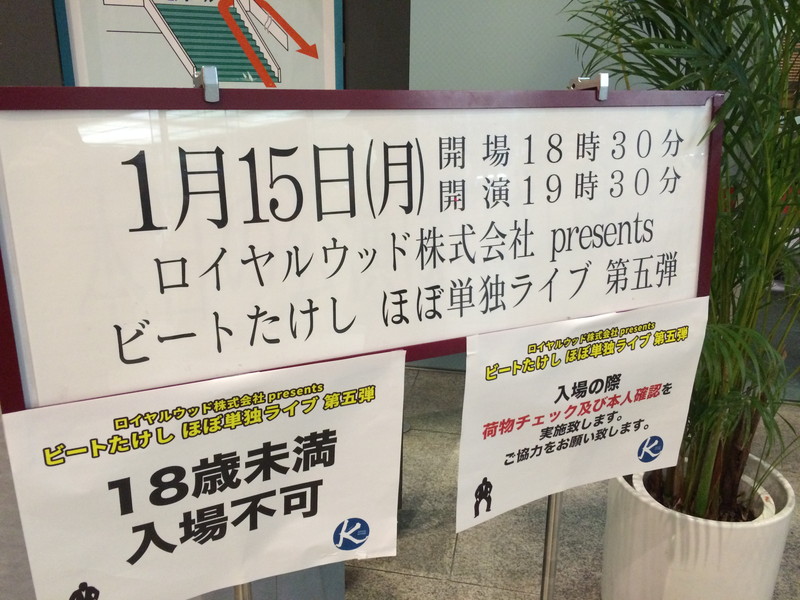 1月15日(月)
開場18時30分
開演19時30分
ロイヤルウッド株式会社 presents
ビートたけし ほぼ単独ライブ 第五弾
ロイヤルウッド株式会社 presents
ビートたけし ほぼ単独ライブ 第五弾
18歳未満
入場不可
K
ロイヤルウッド株式会社 presents
ビートたけし ほぼ単独ライブ 第五弾
入場の際
荷物チェック及び本人確認を
実施致します。
ご協力をお願い致します。
K